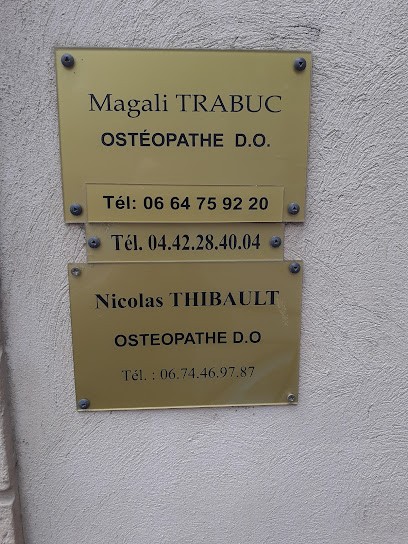 Magali TRABUC
OSTÉOPATHE D.O.
Tél: 06 64 75 92 20
Tél. 04.42.28.40.04
Nicolas THIBAULT
OSTEOPATHE D.O
Tél. : 06.74.46.97.87